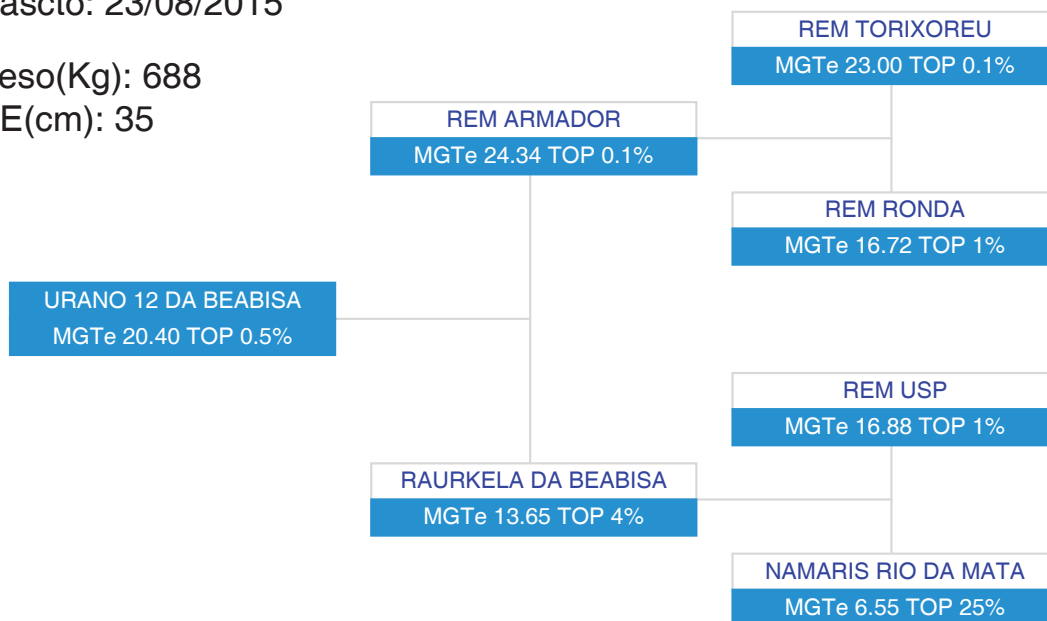 ascto: 23/08/2015
eso(Kg): 688
E(cm): 35
REM TORIXOREU
MGTe 23.00 TOP 0.1%
REM ARMADOR
MGTe 24.34 TOP 0.1%
REM RONDA
MGTe 16.72 TOP 1%
URANO 12 DA BEABISA
MGTe 20.40 TOP 0.5%
REM USP
MGTe 16.88 TOP 1%
RAURKELA DA BEABISA
MGTe 13.65 TOP 4%
NAMARIS RIO DA MATA
MGTe 6.55 TOP 25%